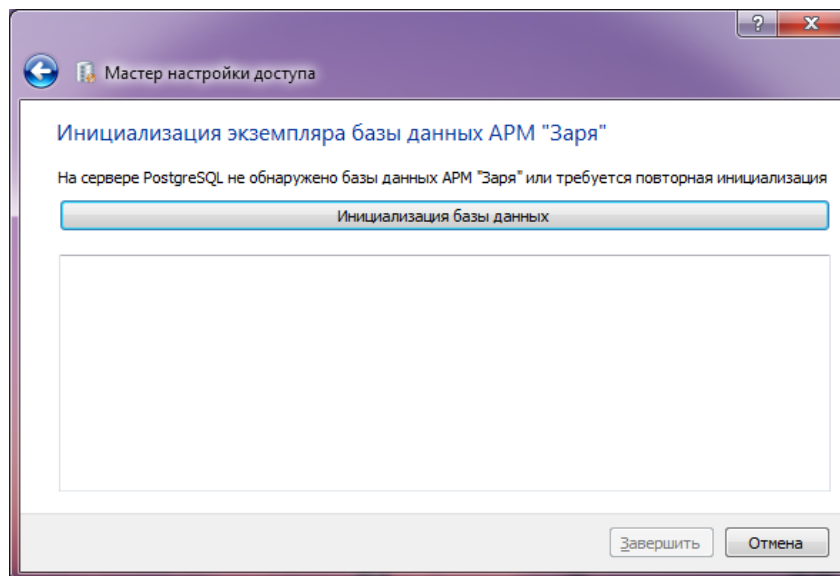 ?
X
Мастер настройки доступа
Инициализация экземпляра базы данных АРМ "Заря"
На сервере PostgreSQL не обнаружено базы данных АРМ "Заря" или требуется повторная инициализация
Инициализация базы данных
Завершить
Отмена